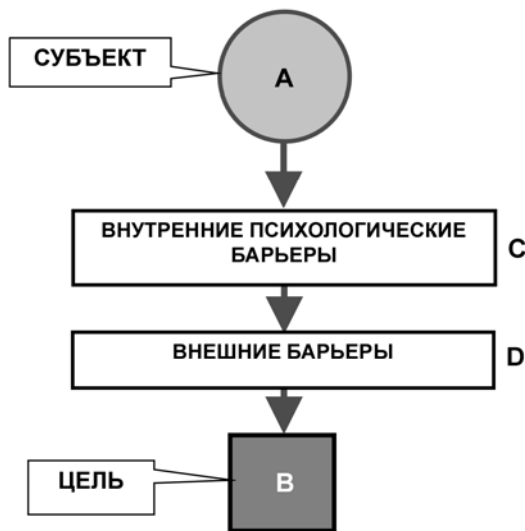 СУБЪЕКТ
A
ВНУТРЕННИЕ ПСИХОЛОГИЧЕСКИЕ
БАРЬЕРЫ
C
ВНЕШНИЕ БАРЬЕРЫ
D
ЦЕЛЬ
B